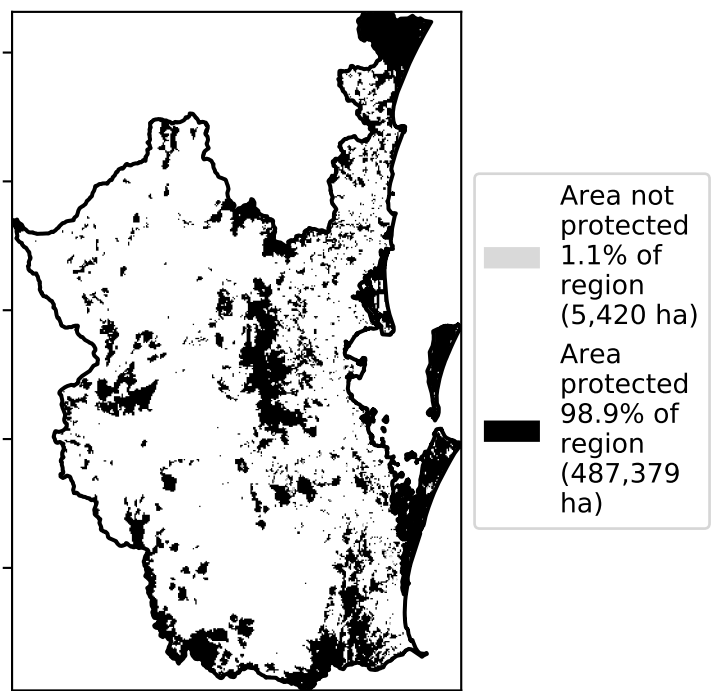 Area not
protected
1.1% of
region
(5,420 ha)
Area
protected
98.9% of
region
(487,379
ha)